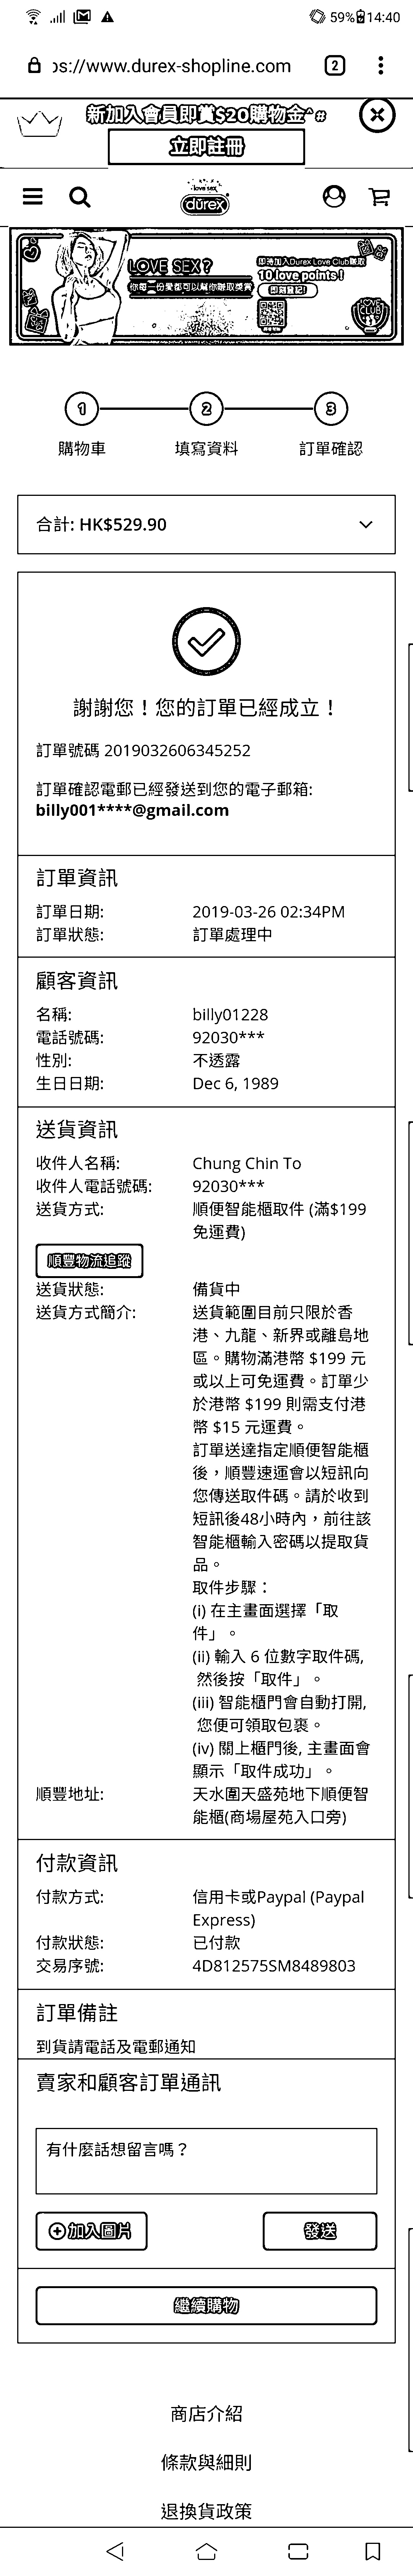 59% 14:40
ps://www.durex-shopline.com
2
新加入會員即賞$20購物金^#
立即註冊
love sex
durex
LOVE SEX?
你每一份愛都可以幫你賺取獎賞
10 love points!
LOVE CLUB
1 2 3
購物車 填寫資料 訂單確認
合計: HK$529.90
謝謝您！您的訂單已經成立！
訂單號碼 2019032606345252
訂單確認電郵已經發送到您的電子郵箱:
billy001****@gmail.com
訂單資訊
訂單日期: 2019-03-26 02:34PM
訂單狀態: 訂單處理中
顧客資訊
名稱: billy01228
電話號碼: 92030***
性別: 不透露
生日日期: Dec 6, 1989
送貨資訊
收件人名稱: Chung Chin To
收件人電話號碼: 92030***
送貨方式: 順便智能櫃取件 (滿$199
免運費)
順豐物流追蹤
送貨狀態: 備貨中
送貨方式簡介: 送貨範圍目前只限於香
港、九龍、新界或離島地
區。購物滿港幣 $199 元
或以上可免運費。訂單少
於港幣 $199 則需支付港
幣 $15 元運費。
訂單送達指定順便智能櫃
後，順豐速運會以短訊向
您傳送取件碼。請於收到
短訊後48小時內，前往該
智能櫃輸入密碼以提取貨
品。
取件步驟：
(i) 在主畫面選擇「取
件」。
(ii) 輸入 6 位數字取件碼,
然後按「取件」。
(iii) 智能櫃門會自動打開,
您便可領取包裹。
(iv) 關上櫃門後, 主畫面會
顯示「取件成功」。
順豐地址: 天水圍天盛苑地下順便智
能櫃(商場屋苑入口旁)
付款資訊
付款方式: 信用卡或Paypal (Paypal
Express)
付款狀態: 已付款
交易序號: 4D812575SM8489803
訂單備註
到貨請電話及電郵通知
賣家和顧客訂單通訊
有什麼話想留言嗎？
加入圖片 發送
繼續購物
商店介紹
條款與細則
退換貨政策